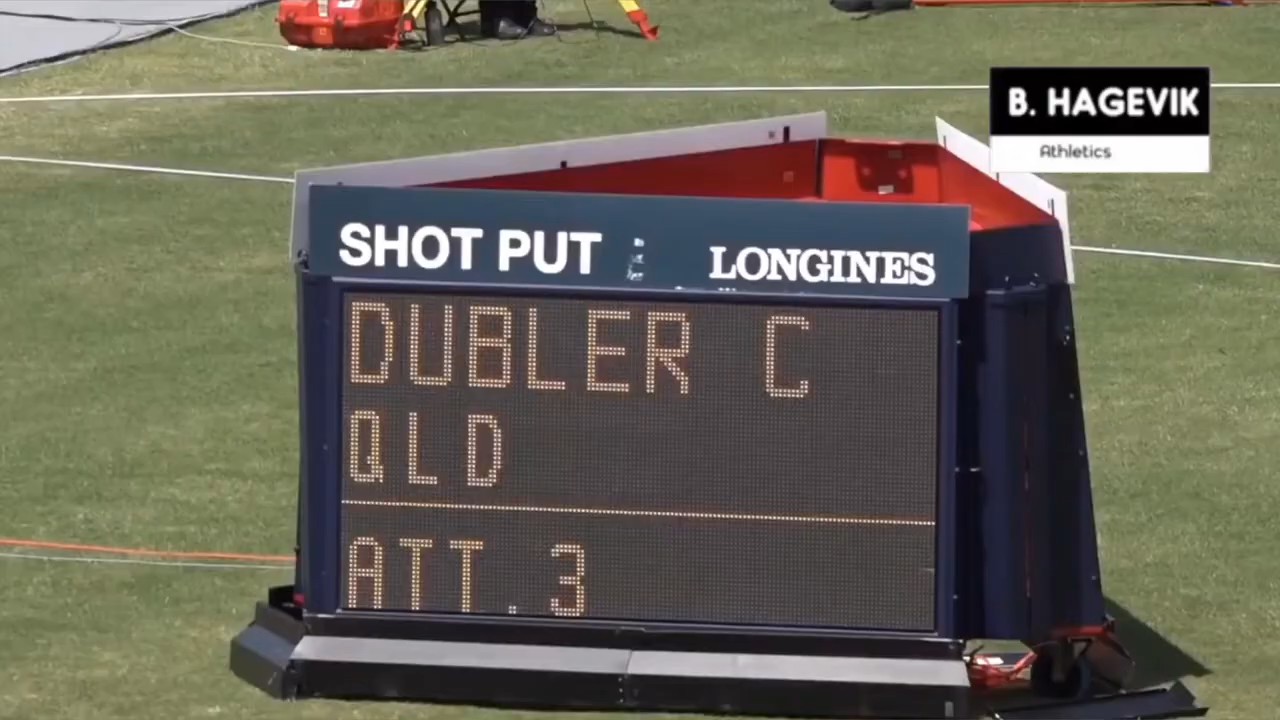 B. HAGEVIK
Athletics
SHOT PUT LONGINES
DUBLER C
QLD
ATT.3